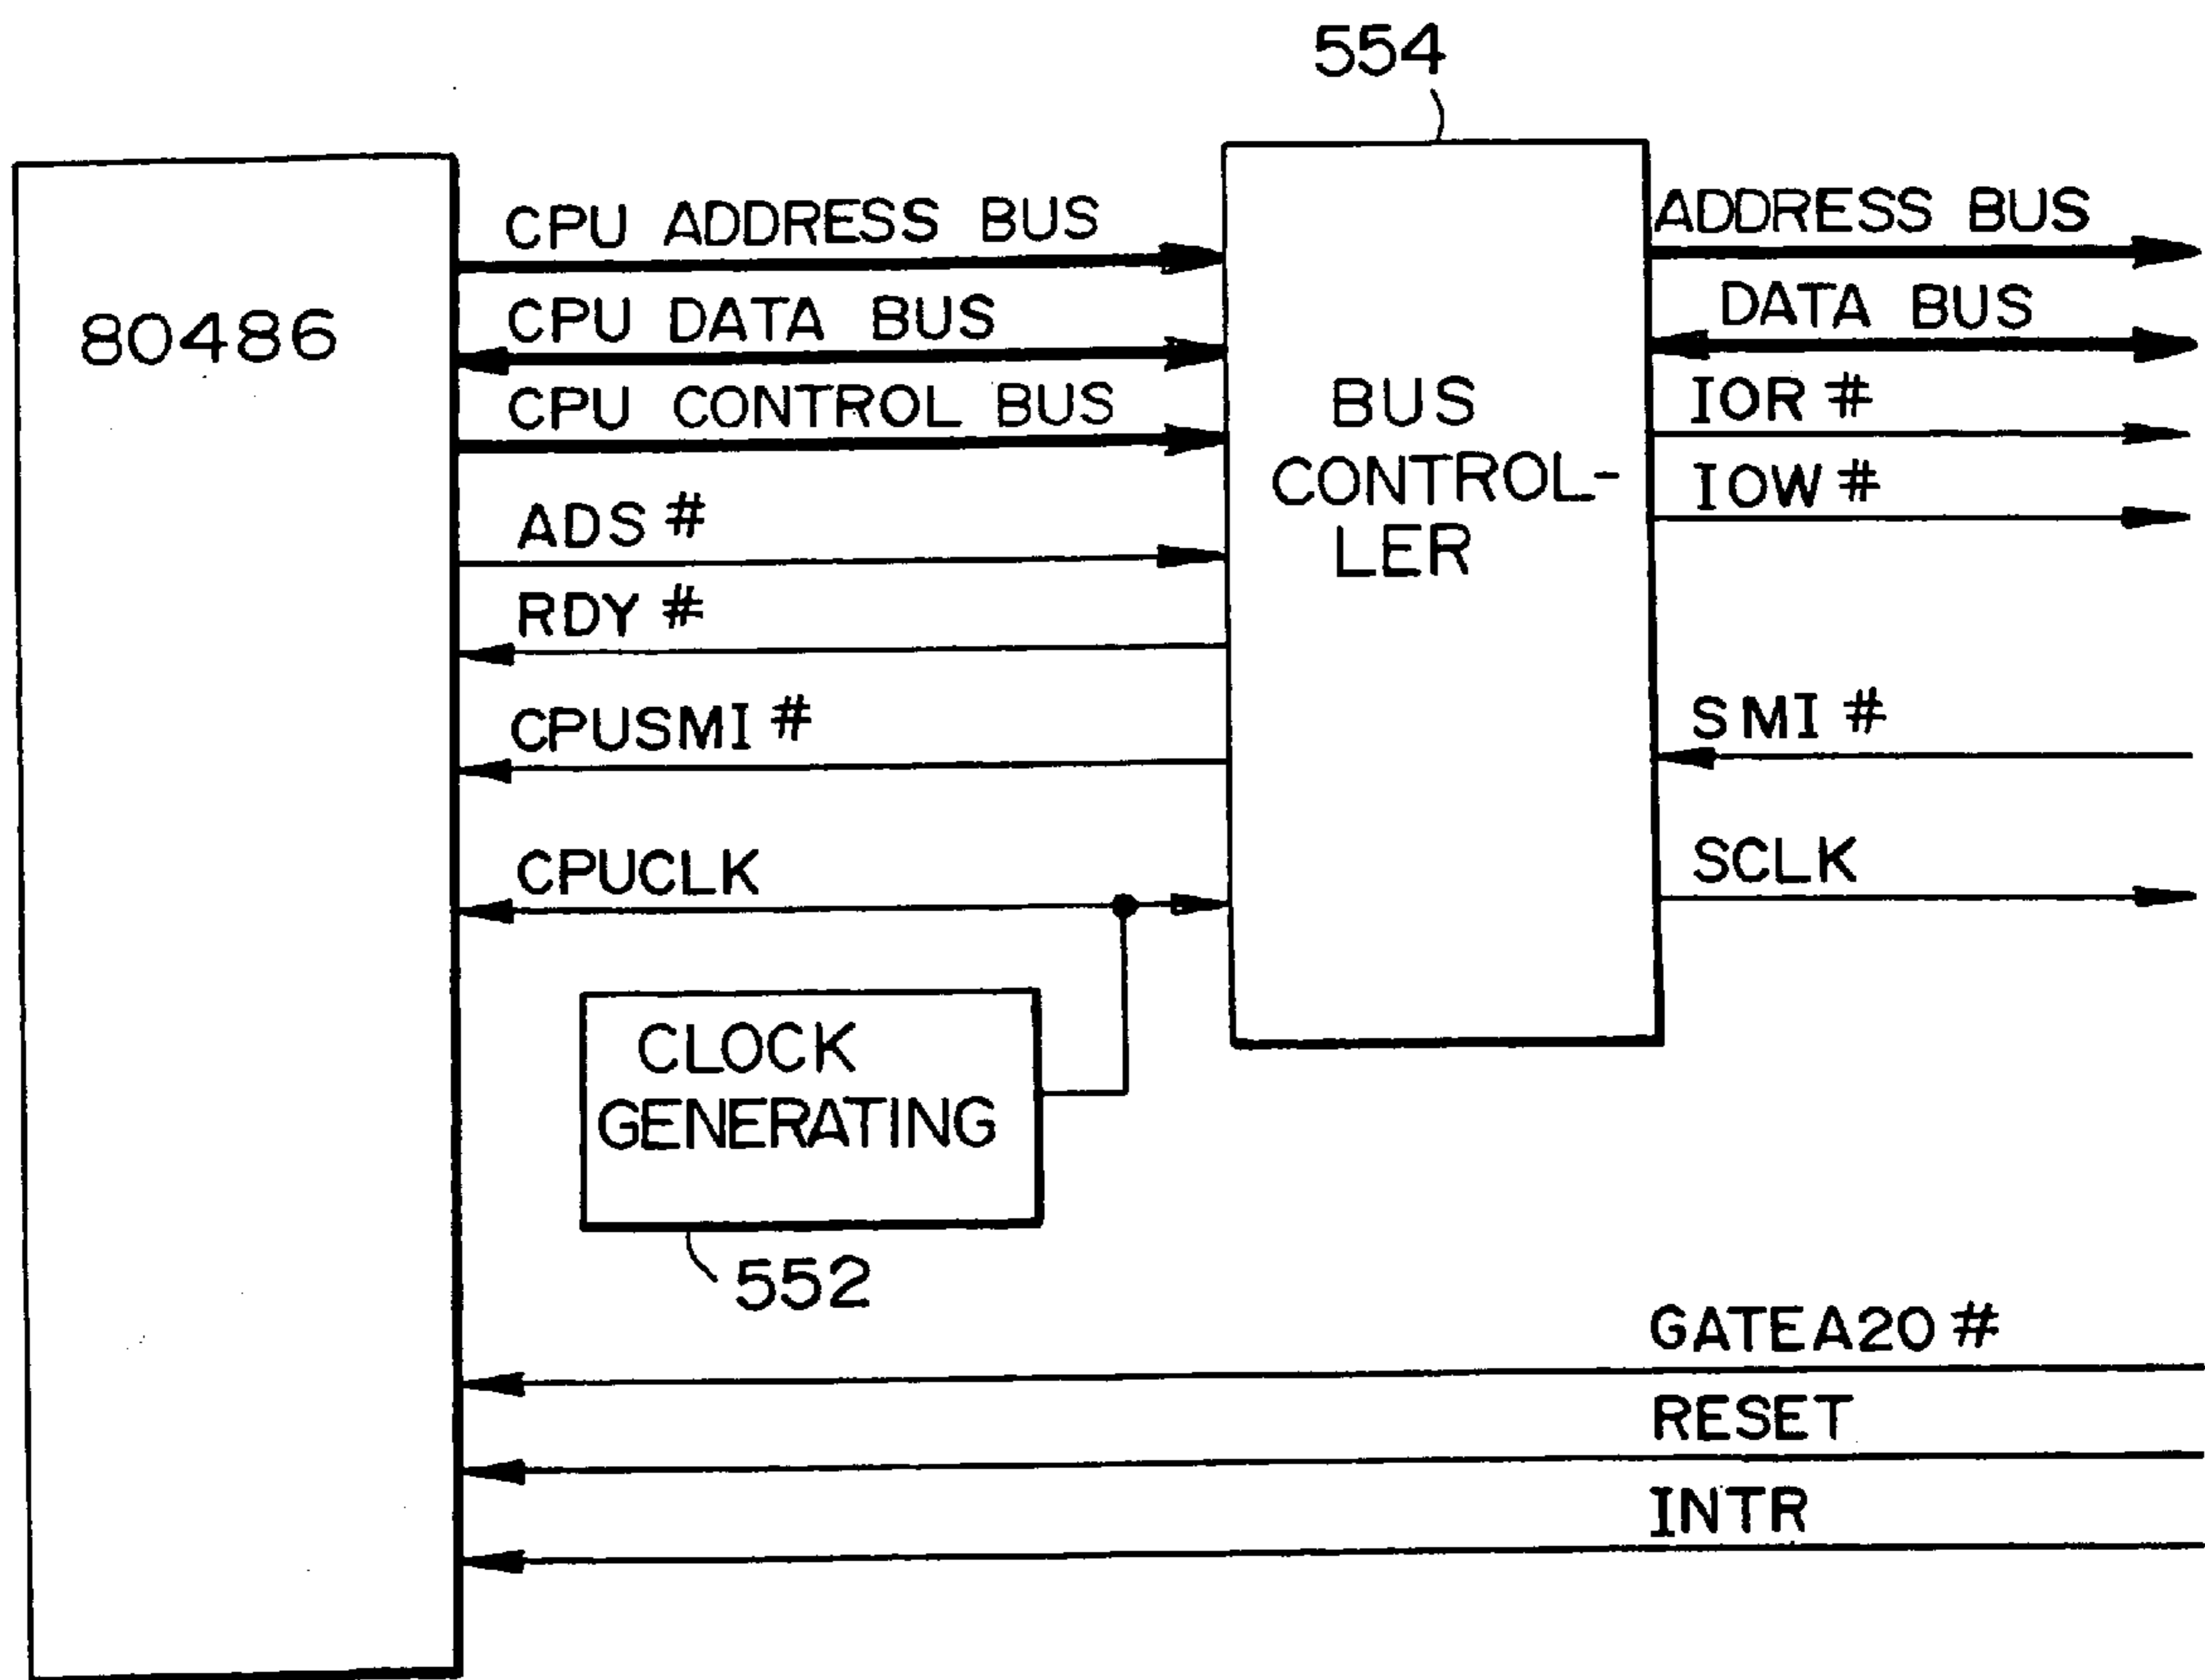 554
80486
CPU ADDRESS BUS
CPU DATA BUS
CPU CONTROL BUS
ADS #
RDY #
CPUSMI #
CPUCLK
BUS
CONTROL-
LER
ADDRESS BUS
DATA BUS
IOR #
IOW #
SMI #
SCLK
CLOCK
GENERATING
552
GATEA20 #
RESET
INTR